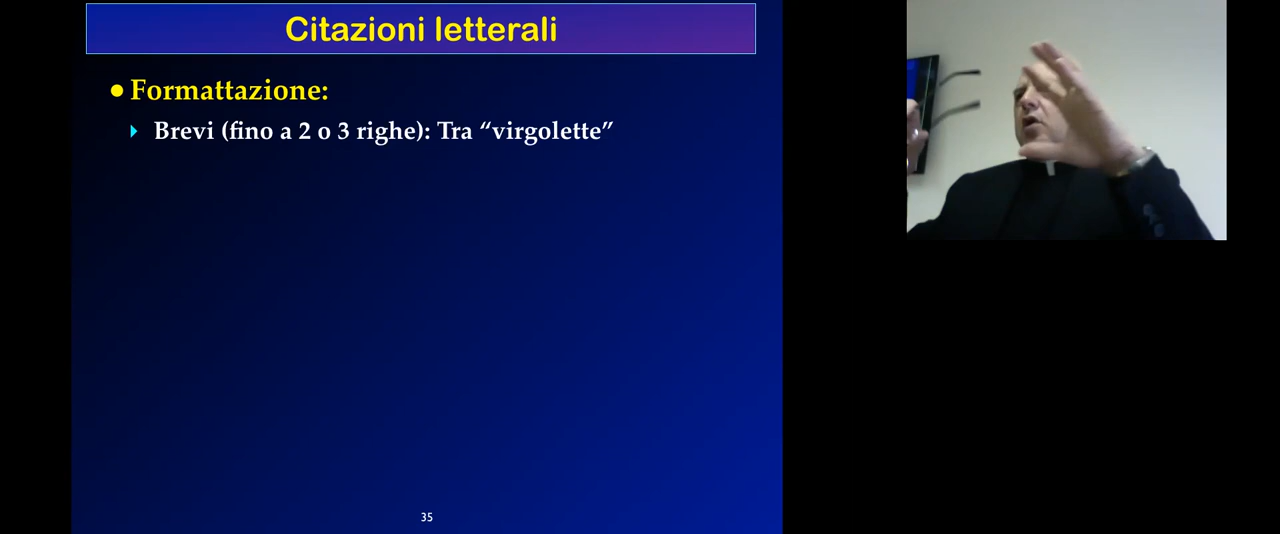 Citazioni letterali
● Formattazione:
Brevi (fino a 2 o 3 righe): Tra “virgolette”
35